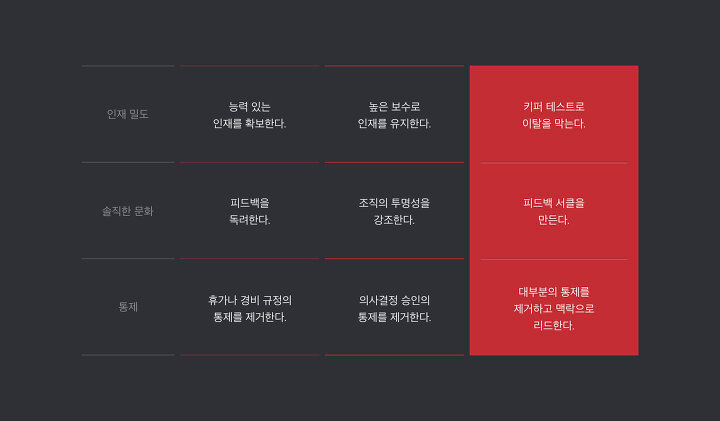 인재 밀도
능력 있는
인재를 확보한다.
높은 보수로
인재를 유지한다.
키퍼 테스트로
이탈을 막는다.
솔직한 문화
피드백을
독려한다.
조직의 투명성을
강조한다.
피드백 서클을
만든다.
통제
휴가나 경비 규정의
통제를 제거한다.
의사결정 승인의
통제를 제거한다.
대부분의 통제를
제거하고 맥락으로
리드한다.